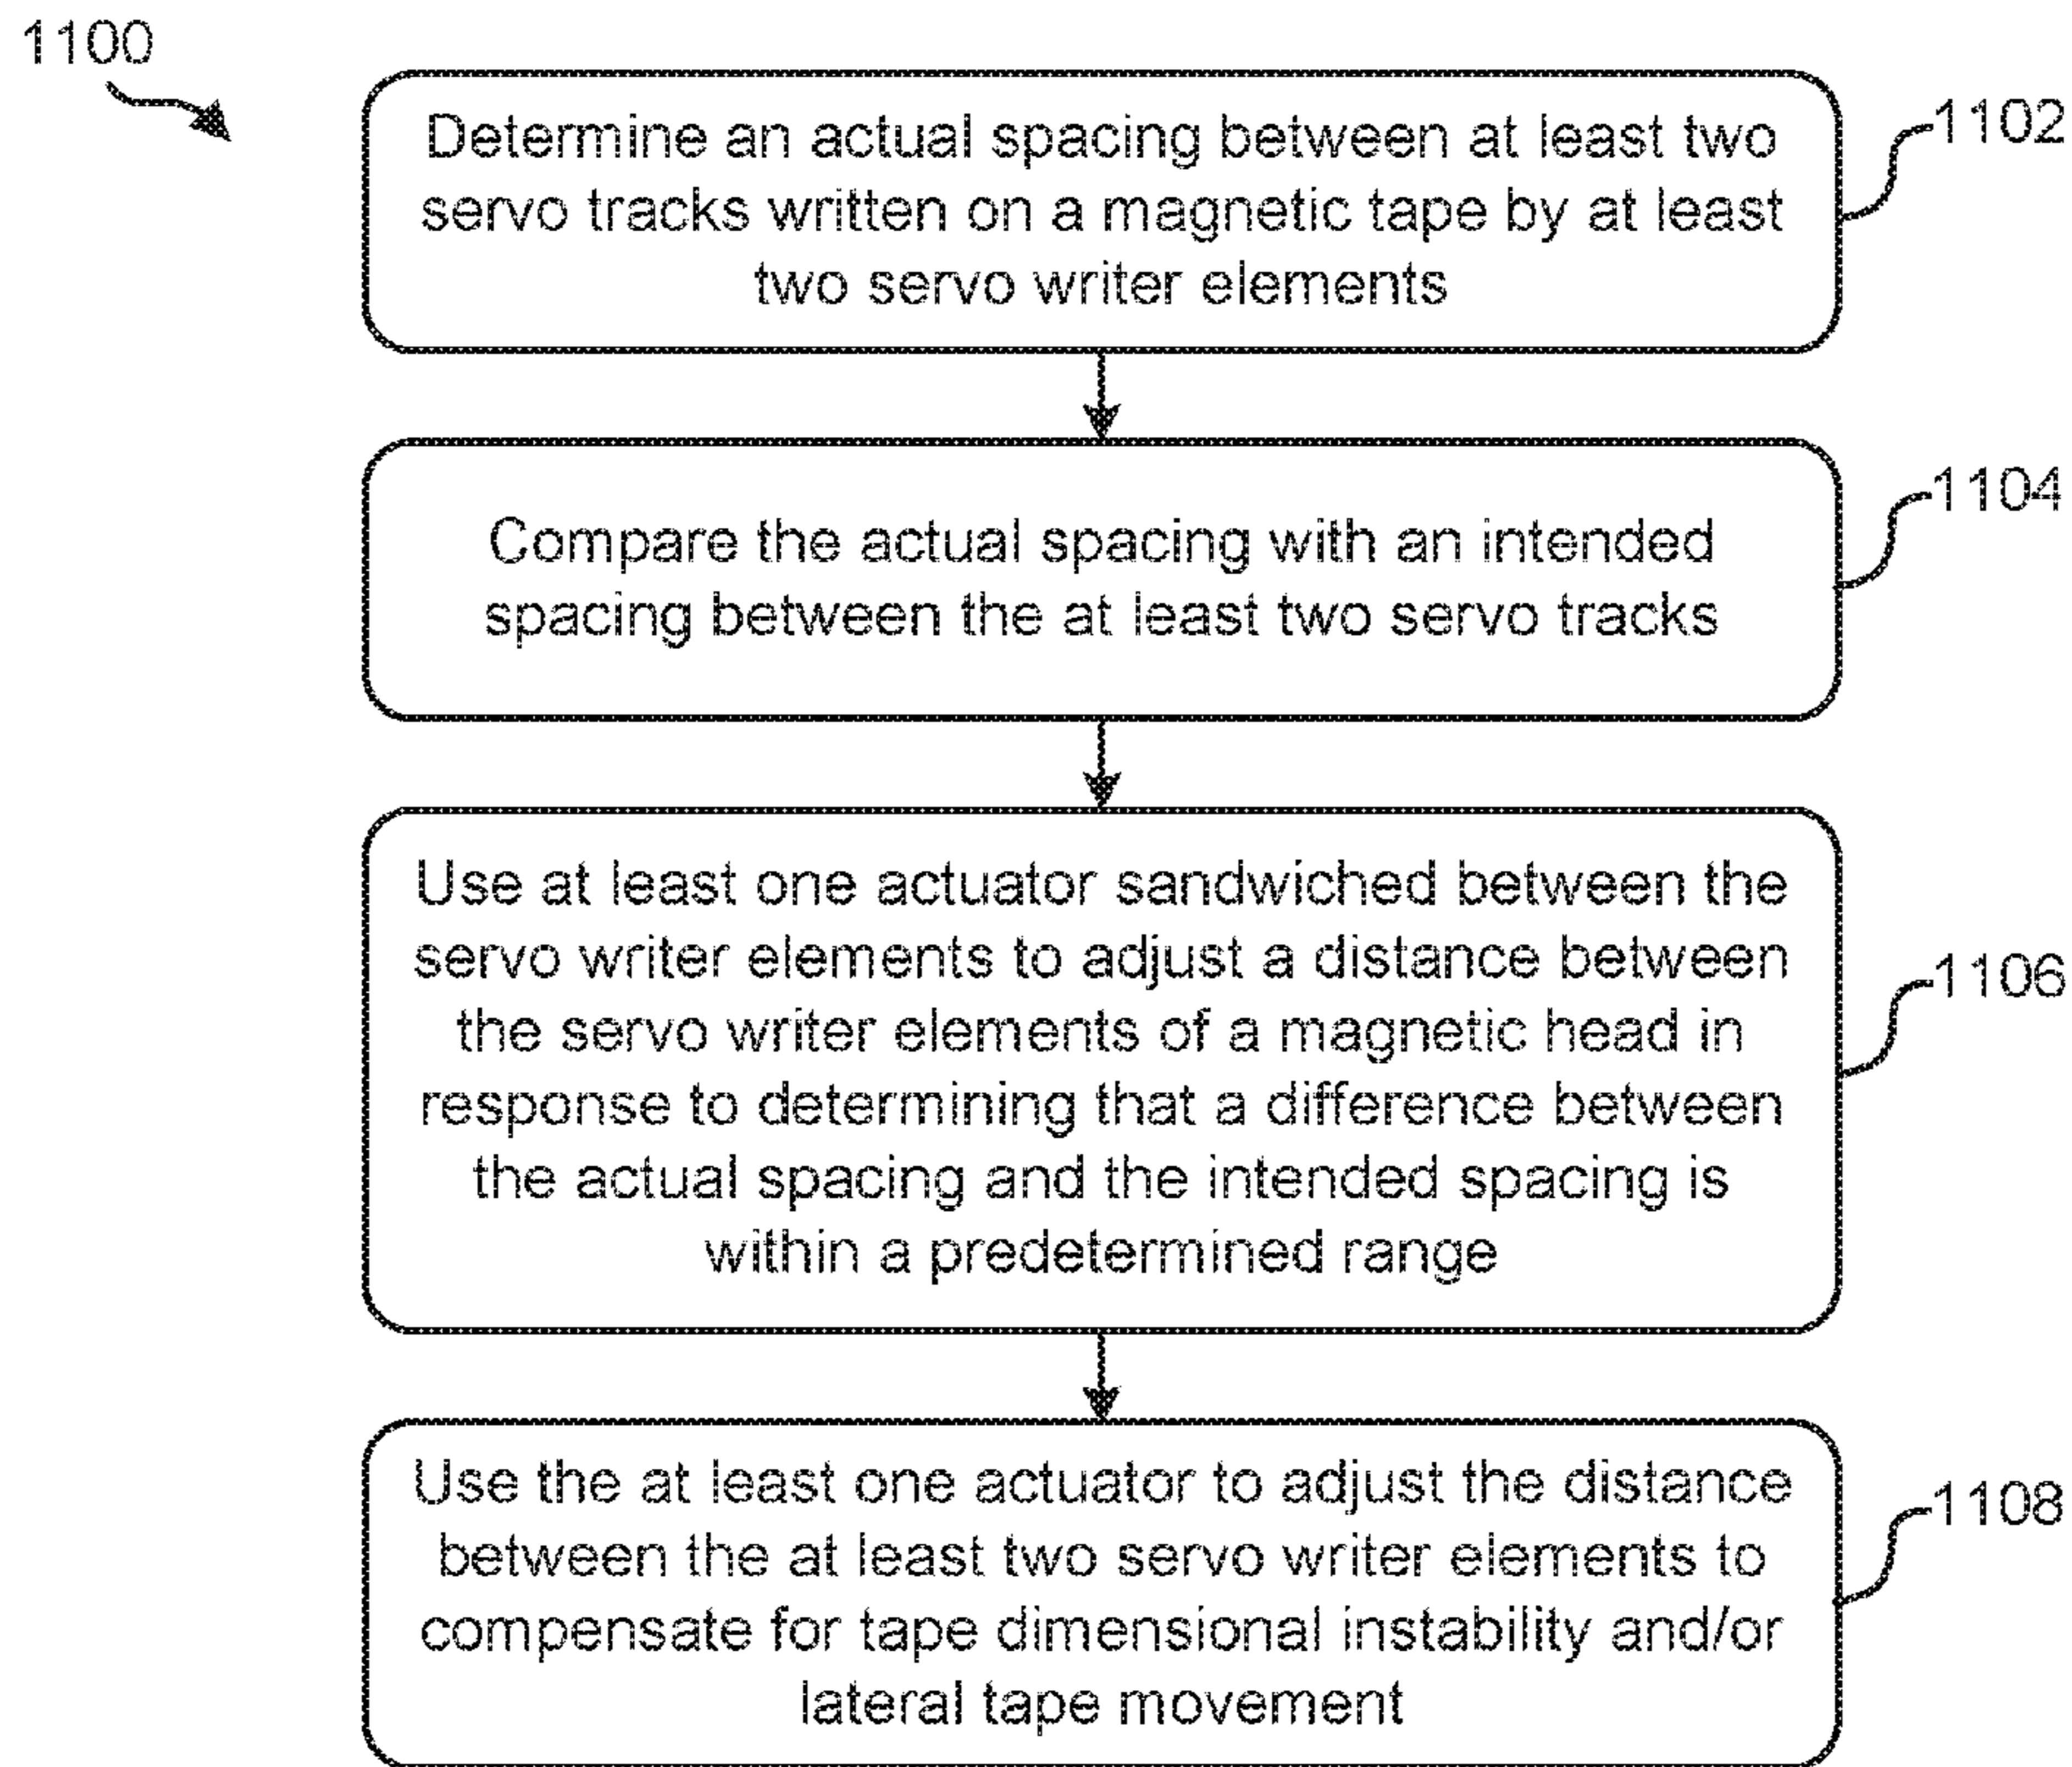 1100
Determine an actual spacing between at least two
servo tracks written on a magnetic tape by at least
two servo writer elements
1102
Compare the actual spacing with an intended
spacing between the at least two servo tracks
1104
Use at least one actuator sandwiched between the
servo writer elements to adjust a distance between
the servo writer elements of a magnetic head in
response to determining that a difference between
the actual spacing and the intended spacing is
within a predetermined range
1106
Use the at least one actuator to adjust the distance
between the at least two servo writer elements to
compensate for tape dimensional instability and/or
lateral tape movement
1108